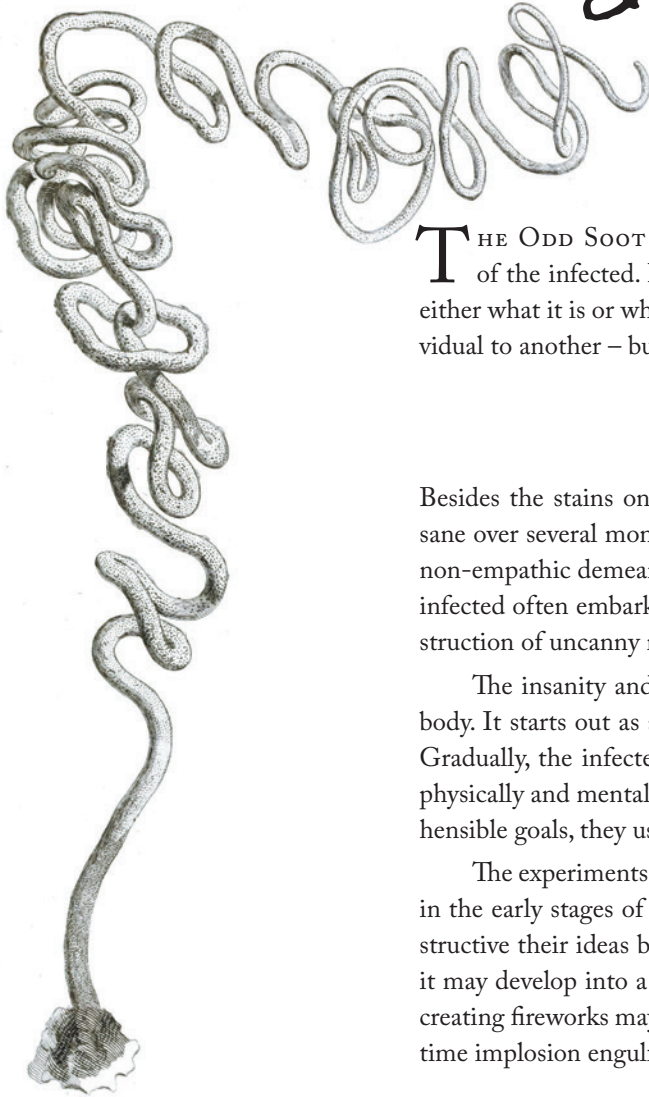 THE ODD SOOT
of the infected.
either what it is or wh
vidual to another – bu
Besides the stains on
sane over several mon
non-empathic demea
infected often embark
struction of uncanny
The insanity and
body. It starts out as
Gradually, the infecte
physically and mental
hensible goals, they us
The experiments
in the early stages of
structive their ideas b
it may develop into a
creating fireworks may
time implosion engul